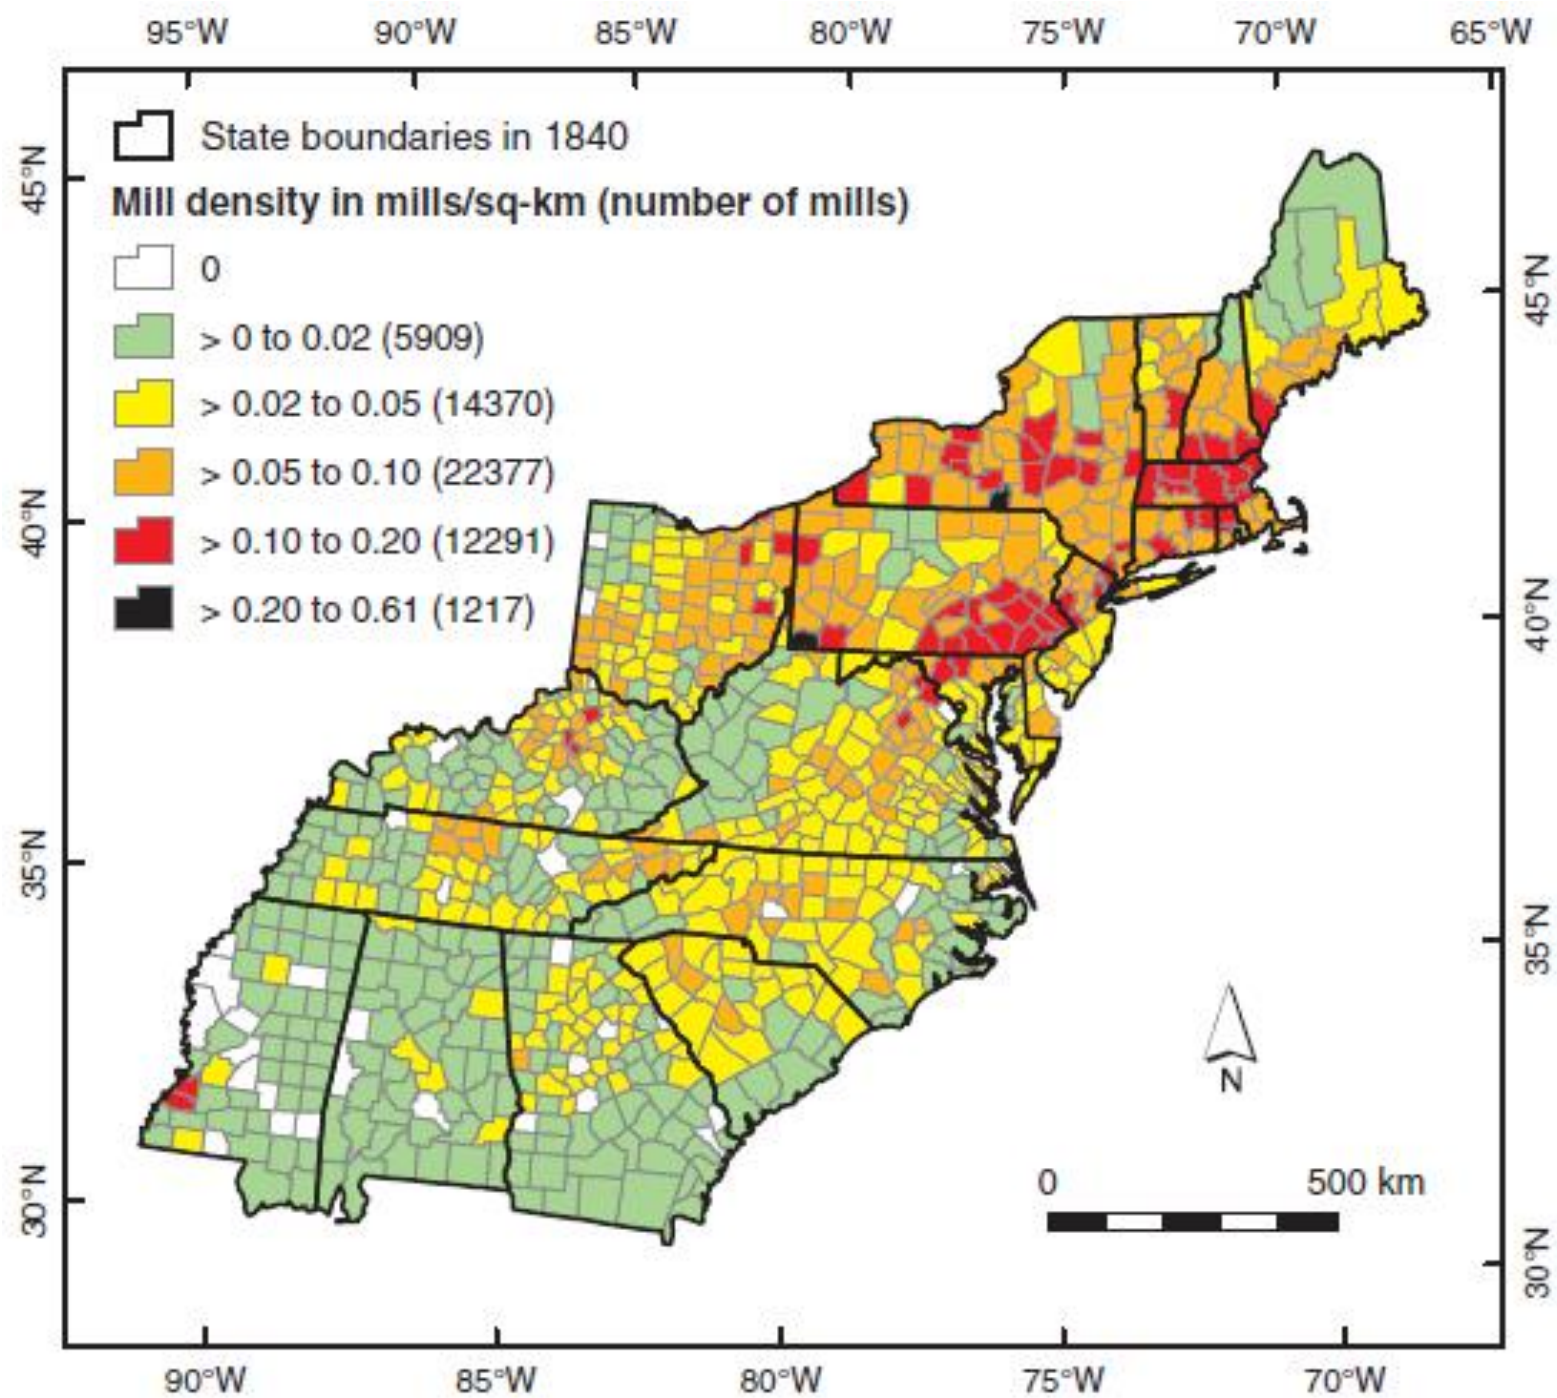 95°W 90°W 85°W 80°W 75°W 70°W 65°W
45°N
State boundaries in 1840
Mill density in mills/sq-km (number of mills)
0
> 0 to 0.02 (5909)
45°N
> 0.02 to 0.05 (14370)
> 0.05 to 0.10 (22377)
40°N
> 0.10 to 0.20 (12291)
> 0.20 to 0.61 (1217)
40°N
35°N
35°N
N
30°N
0 500 km
30°N
90°W 85°W 80°W 75°W 70°W